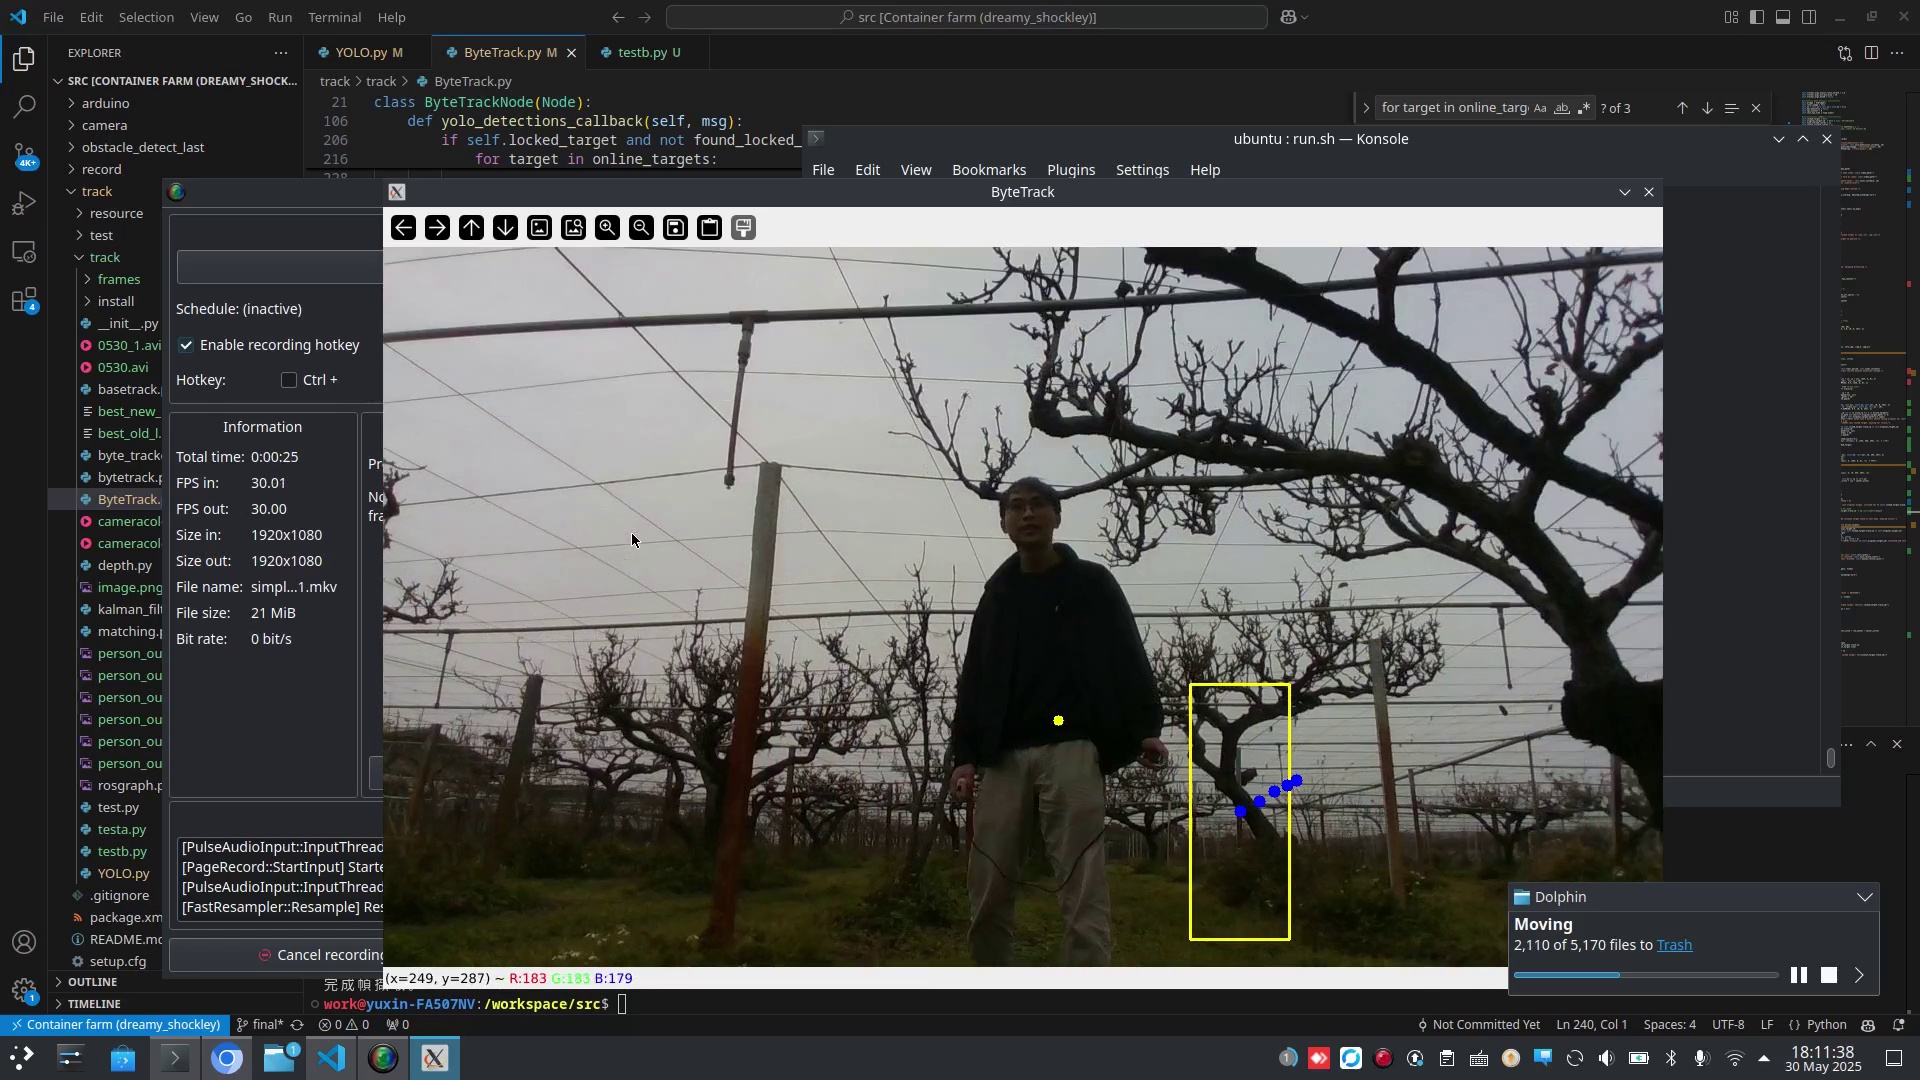 File Edit Selection View Go Run Terminal Help
src [Container farm (dreamy_shockley)]
EXPLORER
SRC [CONTAINER FARM (DREAMY_SHOCK...
arduino
camera
obstacle_detect_last
record
track
resource
test
track
frames
install
__init__.py
0530_1.avi
0530.avi
basetrack.
best_new_
best_old_l.
byte_track
bytetrack.p
ByteTrack.
cameracol
cameracol
depth.py
image.png
kalman_filt
matching.p
person_ou
person_ou
person_ou
person_ou
person_ou
person_ou
rosgraph.p
test.py
testa.py
testb.py
YOLO.py
.gitignore
package.xm
README.md
setup.cfg
OUTLINE
TIMELINE
4K+
4
1
YOLO.py M
ByteTrack.py M
testb.py U
track > track > ByteTrack.py
21 class ByteTrackNode(Node):
106 def yolo_detections_callback(self, msg):
206 if self.locked_target and not found_locked_
216 for target in online_targets:
228
for target in online_targ
Aa ab .*
? of 3
ubuntu : run.sh — Konsole
File Edit View Bookmarks Plugins Settings Help
ByteTrack
Schedule: (inactive)
Enable recording hotkey
Hotkey: Ctrl +
Information
Total time: 0:00:25
FPS in: 30.01
FPS out: 30.00
Size in: 1920x1080
Size out: 1920x1080
File name: simpl...1.mkv
File size: 21 MiB
Bit rate: 0 bit/s
Pr
No
fra
[PulseAudioInput::InputThread
[PageRecord::StartInput] Starte
[PulseAudioInput::InputThread
[FastResampler::Resample] Res
Cancel recording
(x=249, y=287) ~ R:183 G:183 B:179
work@yuxin-FA507NV:/workspace/src$
Dolphin
Moving
2,110 of 5,170 files to Trash
Container farm (dreamy_shockley)
final*
0 0
0
Not Committed Yet
Ln 240, Col 1
Spaces: 4
UTF-8
LF
{ } Python
1
1
18:11:38
30 May 2025